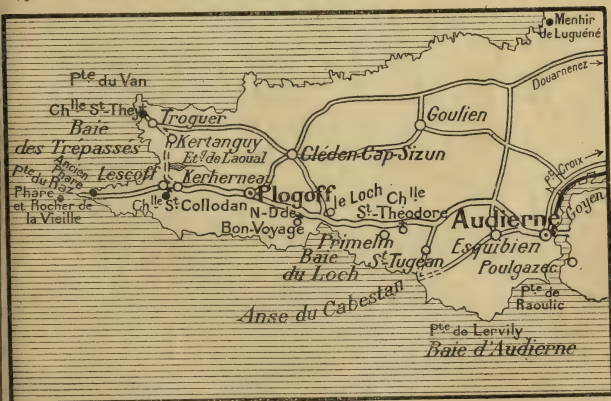 Menhir
de Luguéné
Douarnenez
Pte du Van
Chlle St-They
Troguer
Goulien
Baie
des Trépassés
Kertanguy
Etg de Laoual
Cléden-Cap-Sizun
Pt Croix
Ancien
Phare
Pte du Raz
Lescoff
Kerherneau
Plogoff
le Loch
Chlle
St-Théodore
Goyen
Phare
et Rocher de
la Vieille
Chlle St Collodan
N-D de
Bon-Voyage
Audierne
Primelin
Esquibien
Baie
du Loch
St Tugean
Poulgazec
Anse du Cabestan
Pte de
Raoulic
Pte de Lervily
Baie d'Audierne